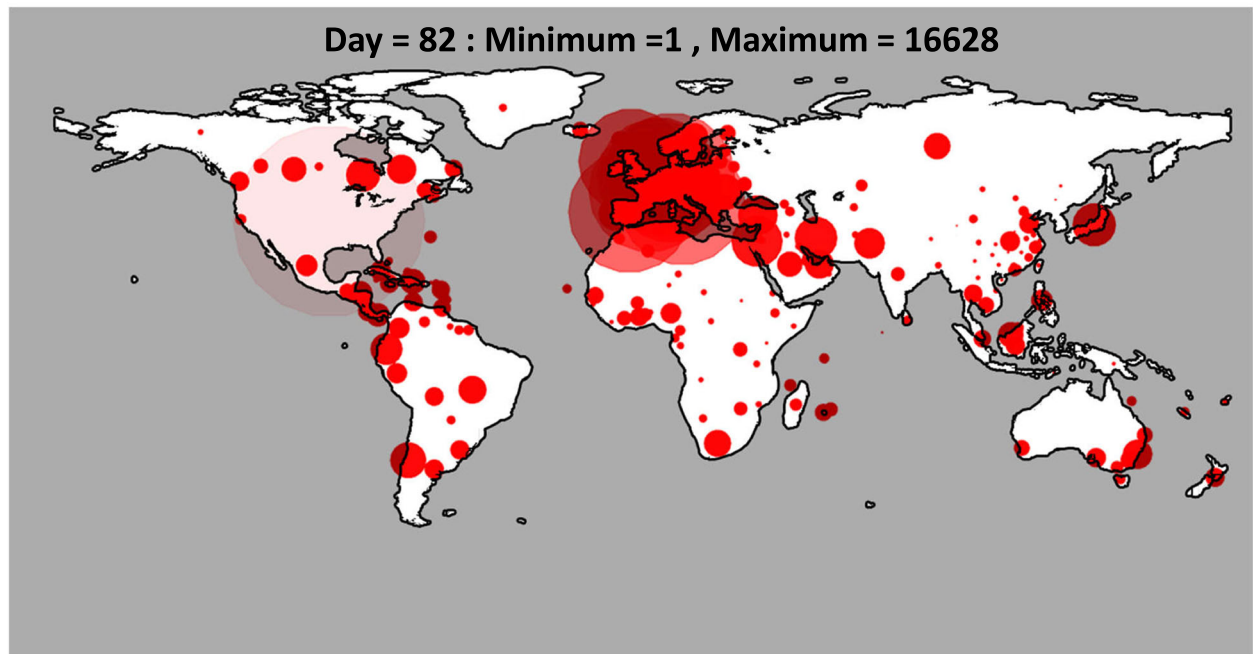 Day = 82 : Minimum =1 , Maximum = 16628